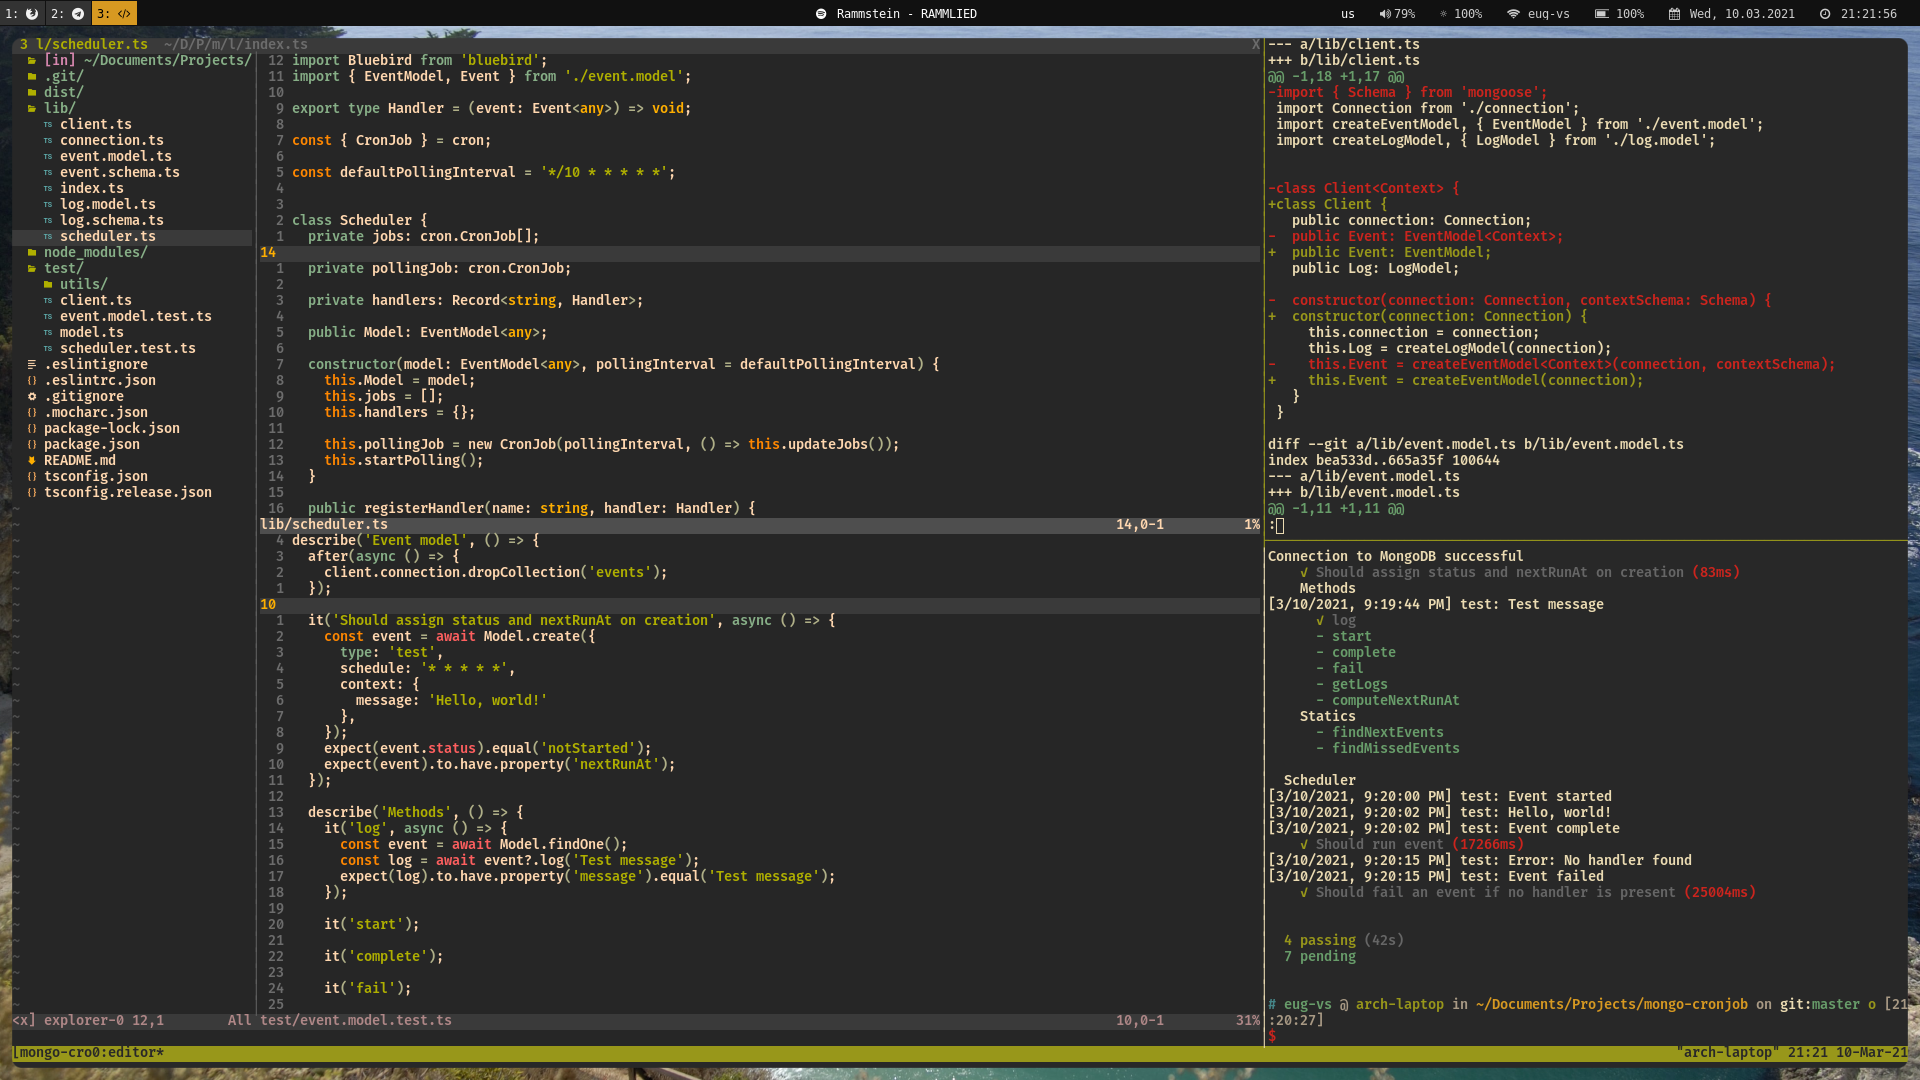 1:
2:
3: </>
Rammstein - RAMMLIED
us
79%
100%
eug-vs
100%
Wed, 10.03.2021
21:21:56
3 l/scheduler.ts  ~/D/P/m/l/index.ts
X
[in] ~/Documents/Projects/
.git/
dist/
lib/
TS client.ts
TS connection.ts
TS event.model.ts
TS event.schema.ts
TS index.ts
TS log.model.ts
TS log.schema.ts
TS scheduler.ts
node_modules/
test/
utils/
TS client.ts
TS event.model.test.ts
TS model.ts
TS scheduler.test.ts
.eslintignore
{} .eslintrc.json
.gitignore
{} .mocharc.json
{} package-lock.json
{} package.json
README.md
{} tsconfig.json
{} tsconfig.release.json
<x] explorer-0 12,1        All
12 import Bluebird from 'bluebird';
11 import { EventModel, Event } from './event.model';
10
9 export type Handler = (event: Event<any>) => void;
8
7 const { CronJob } = cron;
6
5 const defaultPollingInterval = '*/10 * * * * *';
4
3
2 class Scheduler {
1   private jobs: cron.CronJob[];
14
1   private pollingJob: cron.CronJob;
2
3   private handlers: Record<string, Handler>;
4
5   public Model: EventModel<any>;
6
7   constructor(model: EventModel<any>, pollingInterval = defaultPollingInterval) {
8     this.Model = model;
9     this.jobs = [];
10     this.handlers = {};
11
12     this.pollingJob = new CronJob(pollingInterval, () => this.updateJobs());
13     this.startPolling();
14   }
15
16   public registerHandler(name: string, handler: Handler) {
lib/scheduler.ts 14,0-1 1%
4 describe('Event model', () => {
3   after(async () => {
2     client.connection.dropCollection('events');
1   });
10
1   it('Should assign status and nextRunAt on creation', async () => {
2     const event = await Model.create({
3       type: 'test',
4       schedule: '* * * * *',
5       context: {
6         message: 'Hello, world!'
7       },
8     });
9     expect(event.status).equal('notStarted');
10     expect(event).to.have.property('nextRunAt');
11   });
12
13   describe('Methods', () => {
14     it('log', async () => {
15       const event = await Model.findOne();
16       const log = await event?.log('Test message');
17       expect(log).to.have.property('message').equal('Test message');
18     });
19
20     it('start');
21
22     it('complete');
23
24     it('fail');
25
test/event.model.test.ts 10,0-1 31%
--- a/lib/client.ts
+++ b/lib/client.ts
@@ -1,18 +1,17 @@
-import { Schema } from 'mongoose';
 import Connection from './connection';
 import createEventModel, { EventModel } from './event.model';
 import createLogModel, { LogModel } from './log.model';
-class Client<Context> {
+class Client {
   public connection: Connection;
-  public Event: EventModel<Context>;
+  public Event: EventModel;
   public Log: LogModel;
-  constructor(connection: Connection, contextSchema: Schema) {
+  constructor(connection: Connection) {
     this.connection = connection;
     this.Log = createLogModel(connection);
-    this.Event = createEventModel<Context>(connection, contextSchema);
+    this.Event = createEventModel(connection);
   }
 }
diff --git a/lib/event.model.ts b/lib/event.model.ts
index bea533d..665a35f 100644
--- a/lib/event.model.ts
+++ b/lib/event.model.ts
@@ -1,11 +1,11 @@
:
Connection to MongoDB successful
    √ Should assign status and nextRunAt on creation (83ms)
    Methods
[3/10/2021, 9:19:44 PM] test: Test message
      √ log
      - start
      - complete
      - fail
      - getLogs
      - computeNextRunAt
    Statics
      - findNextEvents
      - findMissedEvents
  Scheduler
[3/10/2021, 9:20:00 PM] test: Event started
[3/10/2021, 9:20:02 PM] test: Hello, world!
[3/10/2021, 9:20:02 PM] test: Event complete
    √ Should run event (17266ms)
[3/10/2021, 9:20:15 PM] test: Error: No handler found
[3/10/2021, 9:20:15 PM] test: Event failed
    √ Should fail an event if no handler is present (25004ms)
  4 passing (42s)
  7 pending
# eug-vs @ arch-laptop in ~/Documents/Projects/mongo-cronjob on git:master o [21
:20:27]
$
[mongo-cro0:editor*
"arch-laptop" 21:21 10-Mar-21